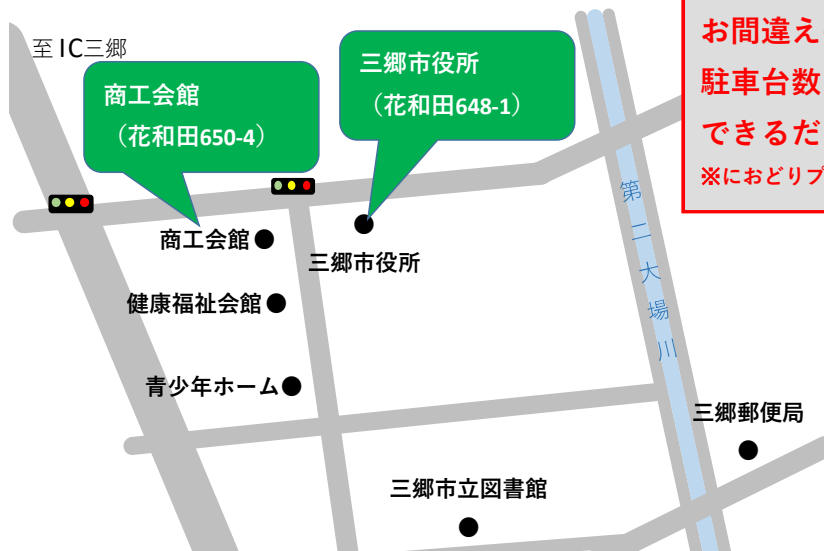 至IC三郷
商工会館
（花和田650-4）
三郷市役所
（花和田648-1）
お間違え
駐車台数
できるだ
※におどりプ
第二大場川
商工会館
三郷市役所
健康福祉会館
青少年ホーム
三郷郵便局
三郷市立図書館